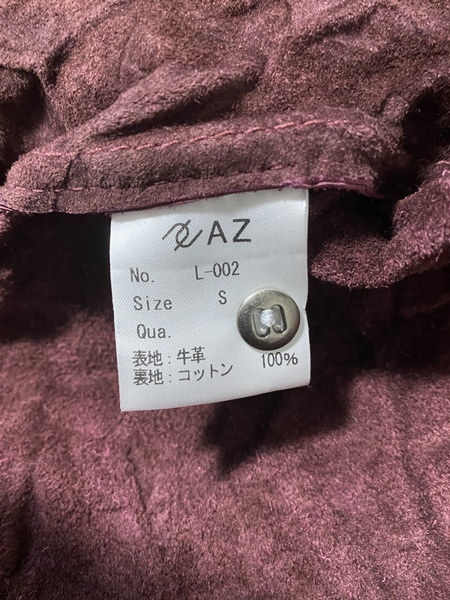 AZ
No. L-002
Size S
Qua.
表地：牛革 100%
裏地：コットン